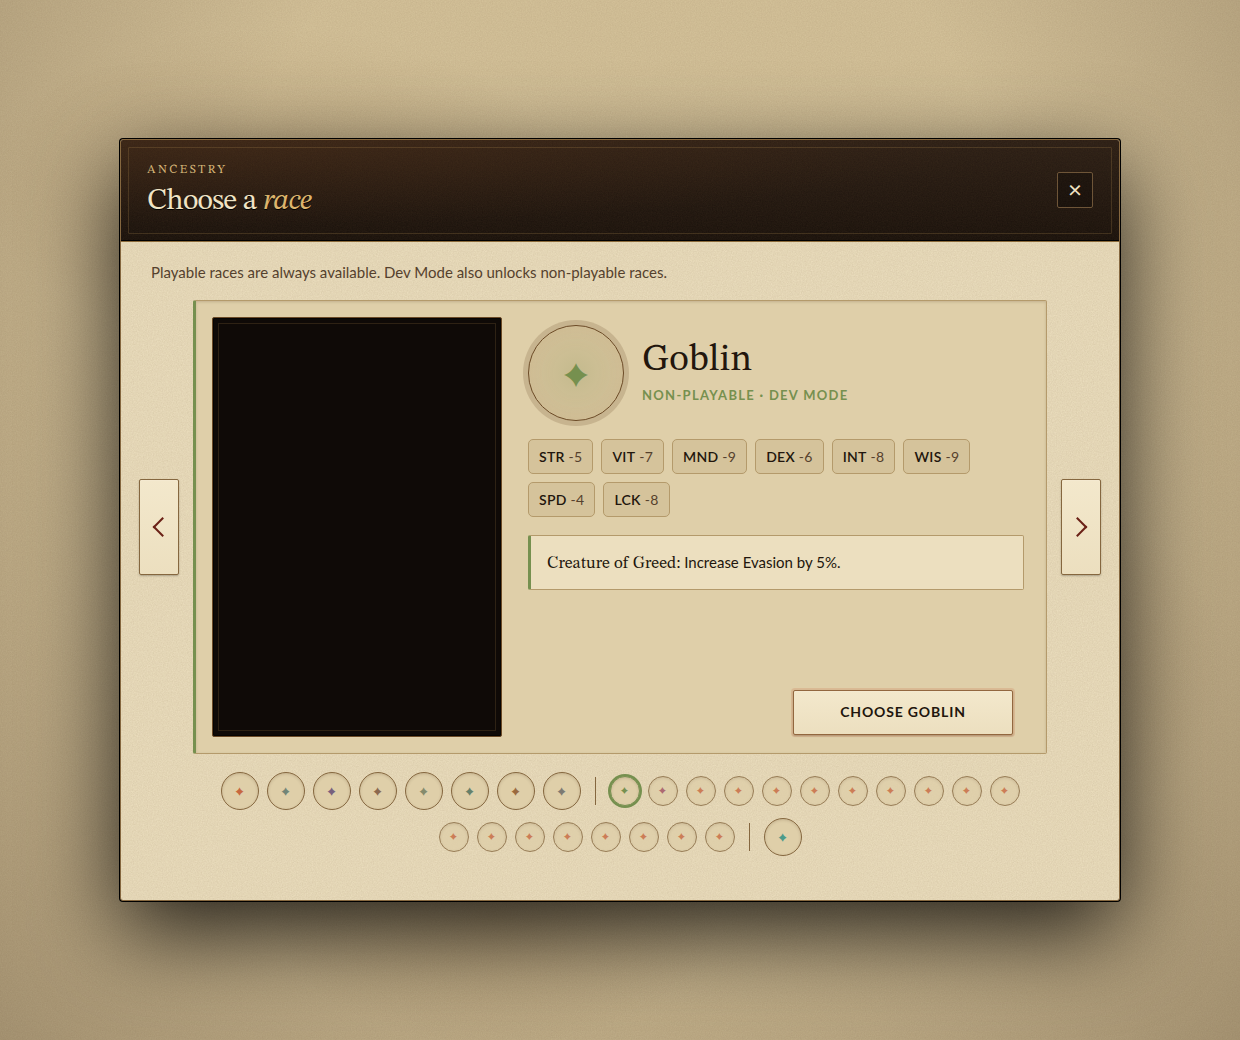 ANCESTRY
Choose a race
✕
Playable races are always available. Dev Mode also unlocks non-playable races.
Goblin
NON-PLAYABLE · DEV MODE
STR -5 VIT -7 MND -9 DEX -6 INT -8 WIS -9
SPD -4 LCK -8
Creature of Greed: Increase Evasion by 5%.
CHOOSE GOBLIN